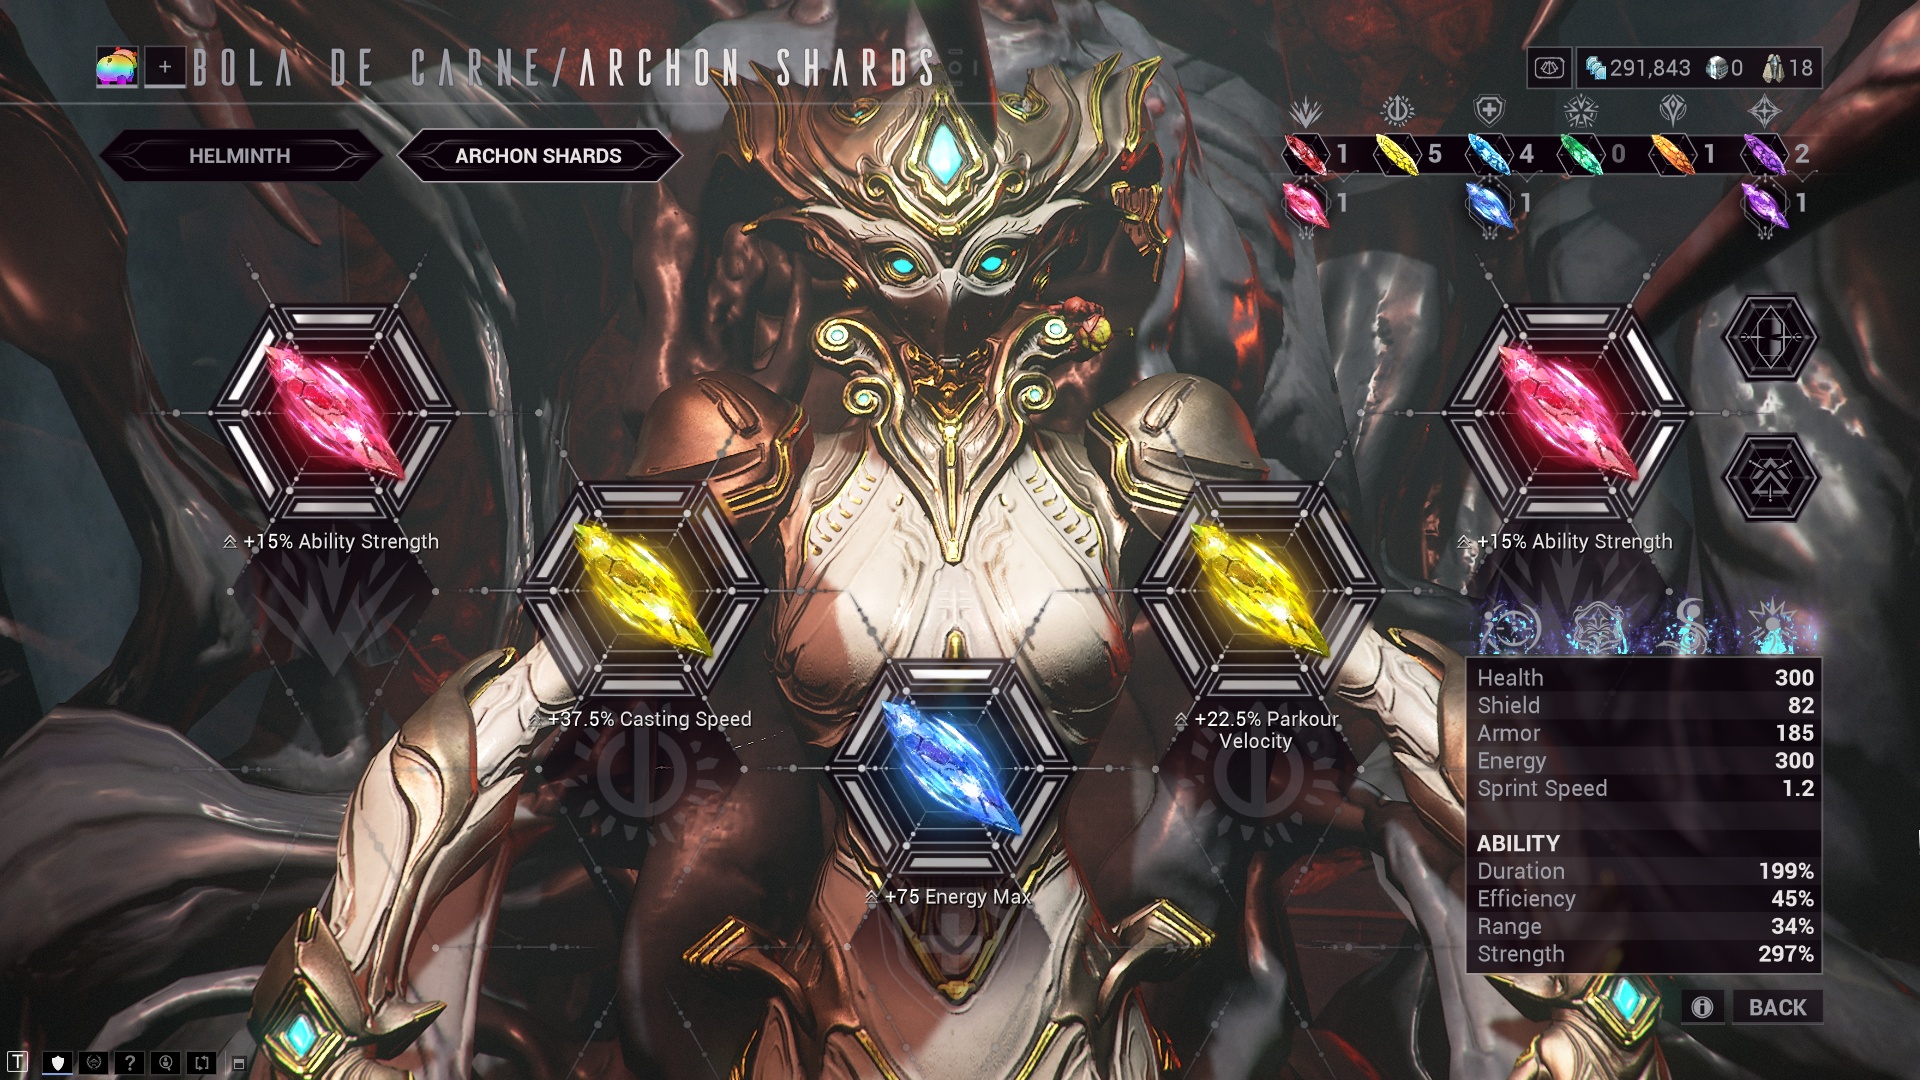 BOLA DE CARNE/ARCHON SHARDS
291,843 0 18
HELMINTH
ARCHON SHARDS
1 5 4 0 1 2
1 1 1
+15% Ability Strength
+15% Ability Strength
+37.5% Casting Speed
+22.5% Parkour
Velocity
+75 Energy Max
Health 300
Shield 82
Armor 185
Energy 300
Sprint Speed 1.2
ABILITY
Duration 199%
Efficiency 45%
Range 34%
Strength 297%
BACK
T ?